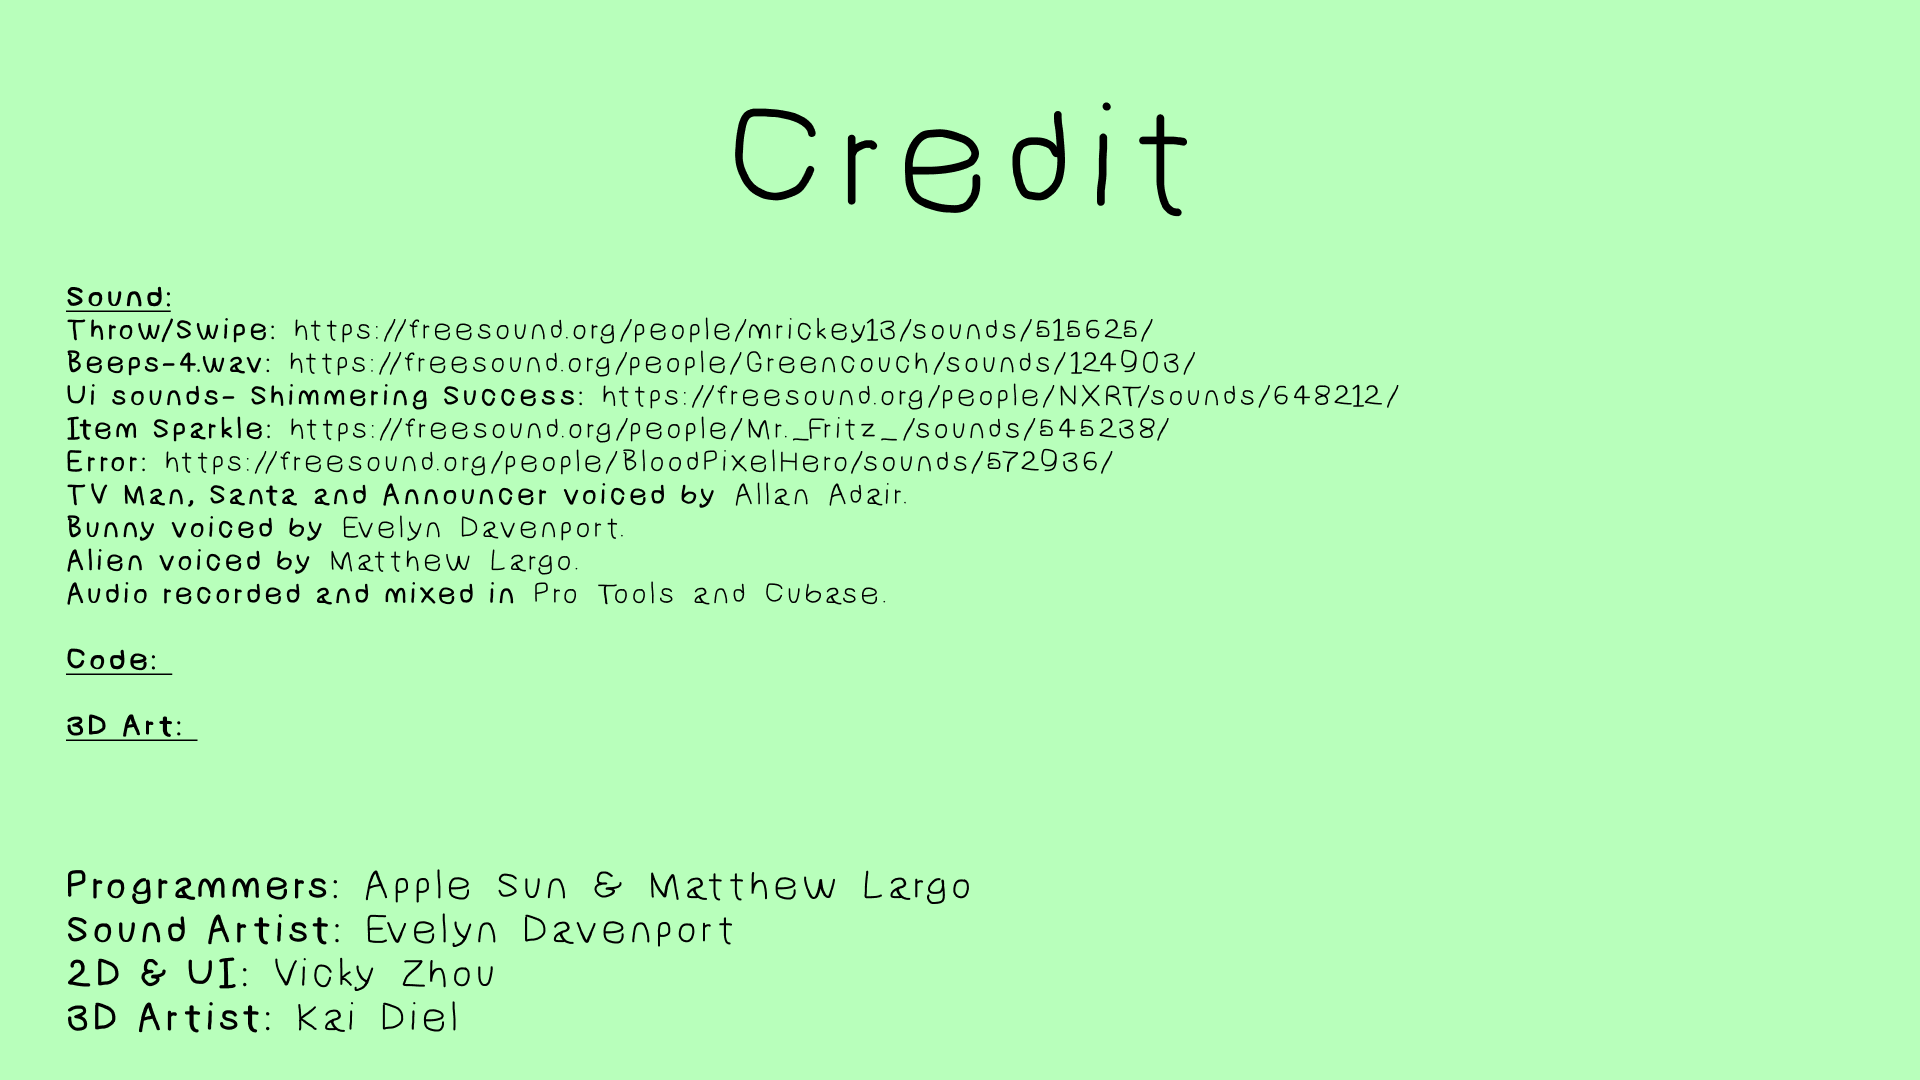 Credit
Sound:
Throw/Swipe: https://freesound.org/people/mrickey13/sounds/515625/
Beeps-4.wav: https://freesound.org/people/Greencouch/sounds/124903/
Ui sounds- Shimmering Success: https://freesound.org/people/NXRT/sounds/648212/
Item Sparkle: https://freesound.org/people/Mr._Fritz_/sounds/545238/
Error: https://freesound.org/people/BloodPixelHero/sounds/572936/
TV Man, Santa and Announcer voiced by Allan Adair.
Bunny voiced by Evelyn Davenport.
Alien voiced by Matthew Largo.
Audio recorded and mixed in Pro Tools and Cubase.
Code:
3D Art:
Programmers: Apple Sun & Matthew Largo
Sound Artist: Evelyn Davenport
2D & UI: Vicky Zhou
3D Artist: Kai Diel